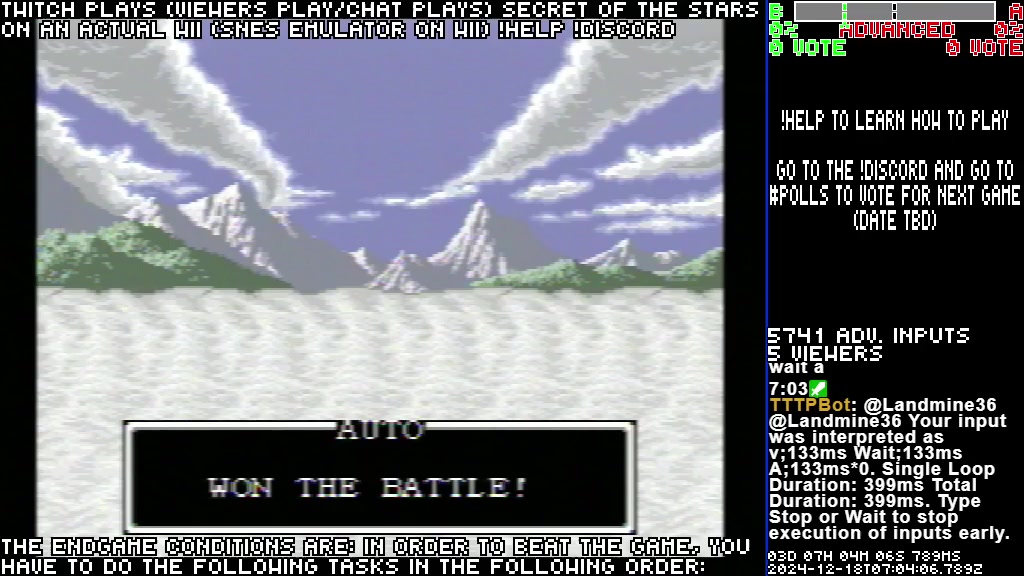 TWITCH PLAYS (VIEWERS PLAY/CHAT PLAYS) SECRET OF THE STARS
ON AN ACTUAL WII (SNES EMULATOR ON WII) !HELP !DISCORD
B A
0% ADVANCED 0%
0 VOTE 0 VOTE
!HELP TO LEARN HOW TO PLAY
GO TO THE !DISCORD AND GO TO
#POLLS TO VOTE FOR NEXT GAME
(DATE TBD)
5741 ADV. INPUTS
5 VIEWERS
wait a
7:03
TTTPBot: @Landmine36
@Landmine36 Your input
was interpreted as
v;133ms Wait;133ms
A;133ms*0. Single Loop
Duration: 399ms Total
Duration: 399ms. Type
Stop or Wait to stop
execution of inputs early.
03D 07H 04M 06S 789MS
2024-12-18T07:04:06.789Z
AUTO
WON THE BATTLE!
THE ENDGAME CONDITIONS ARE: IN ORDER TO BEAT THE GAME, YOU
HAVE TO DO THE FOLLOWING TASKS IN THE FOLLOWING ORDER: